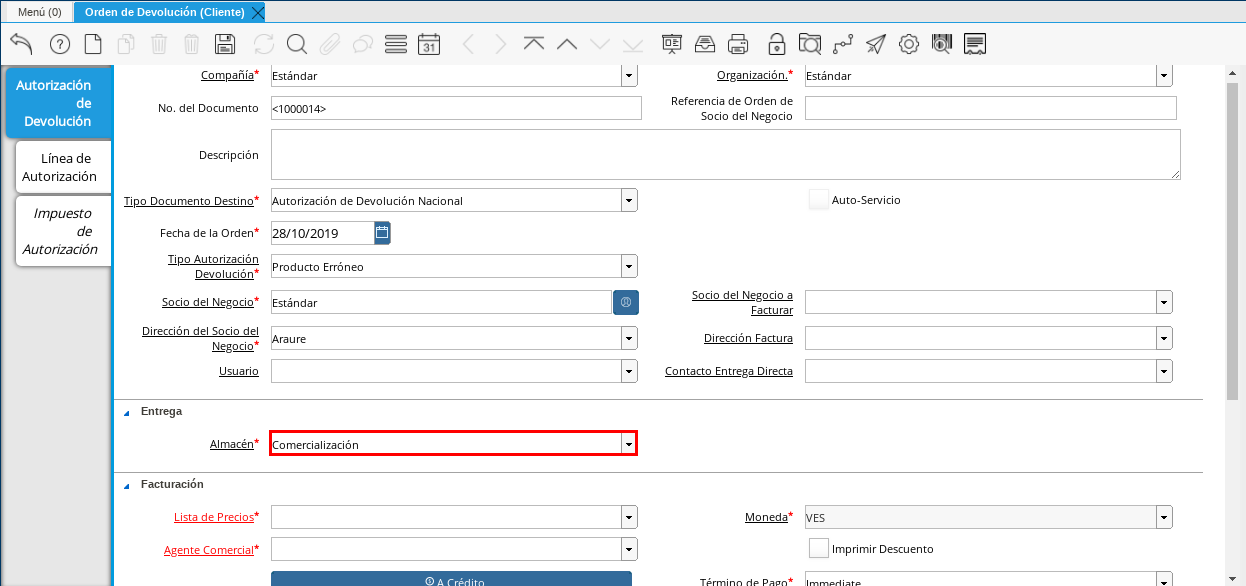 Menú (0)
Orden de Devolución (Cliente)
31
Autorización
de
Devolución
Línea de
Autorización
Impuesto
de
Autorización
Compañía* Estándar Organización.* Estándar
No. del Documento <1000014> Referencia de Orden de
Socio del Negocio
Descripción
Tipo Documento Destino* Autorización de Devolución Nacional Auto-Servicio
Fecha de la Orden* 28/10/2019
Tipo Autorización
Devolución* Producto Erróneo
Socio del Negocio* Estándar Socio del Negocio a
Facturar
Dirección del Socio del
Negocio* Araure Dirección Factura
Usuario Contacto Entrega Directa
Entrega
Almacén* Comercialización
Facturación
Lista de Precios* Moneda* VES
Agente Comercial* Imprimir Descuento
A Crédito Término de Pago* Immediate